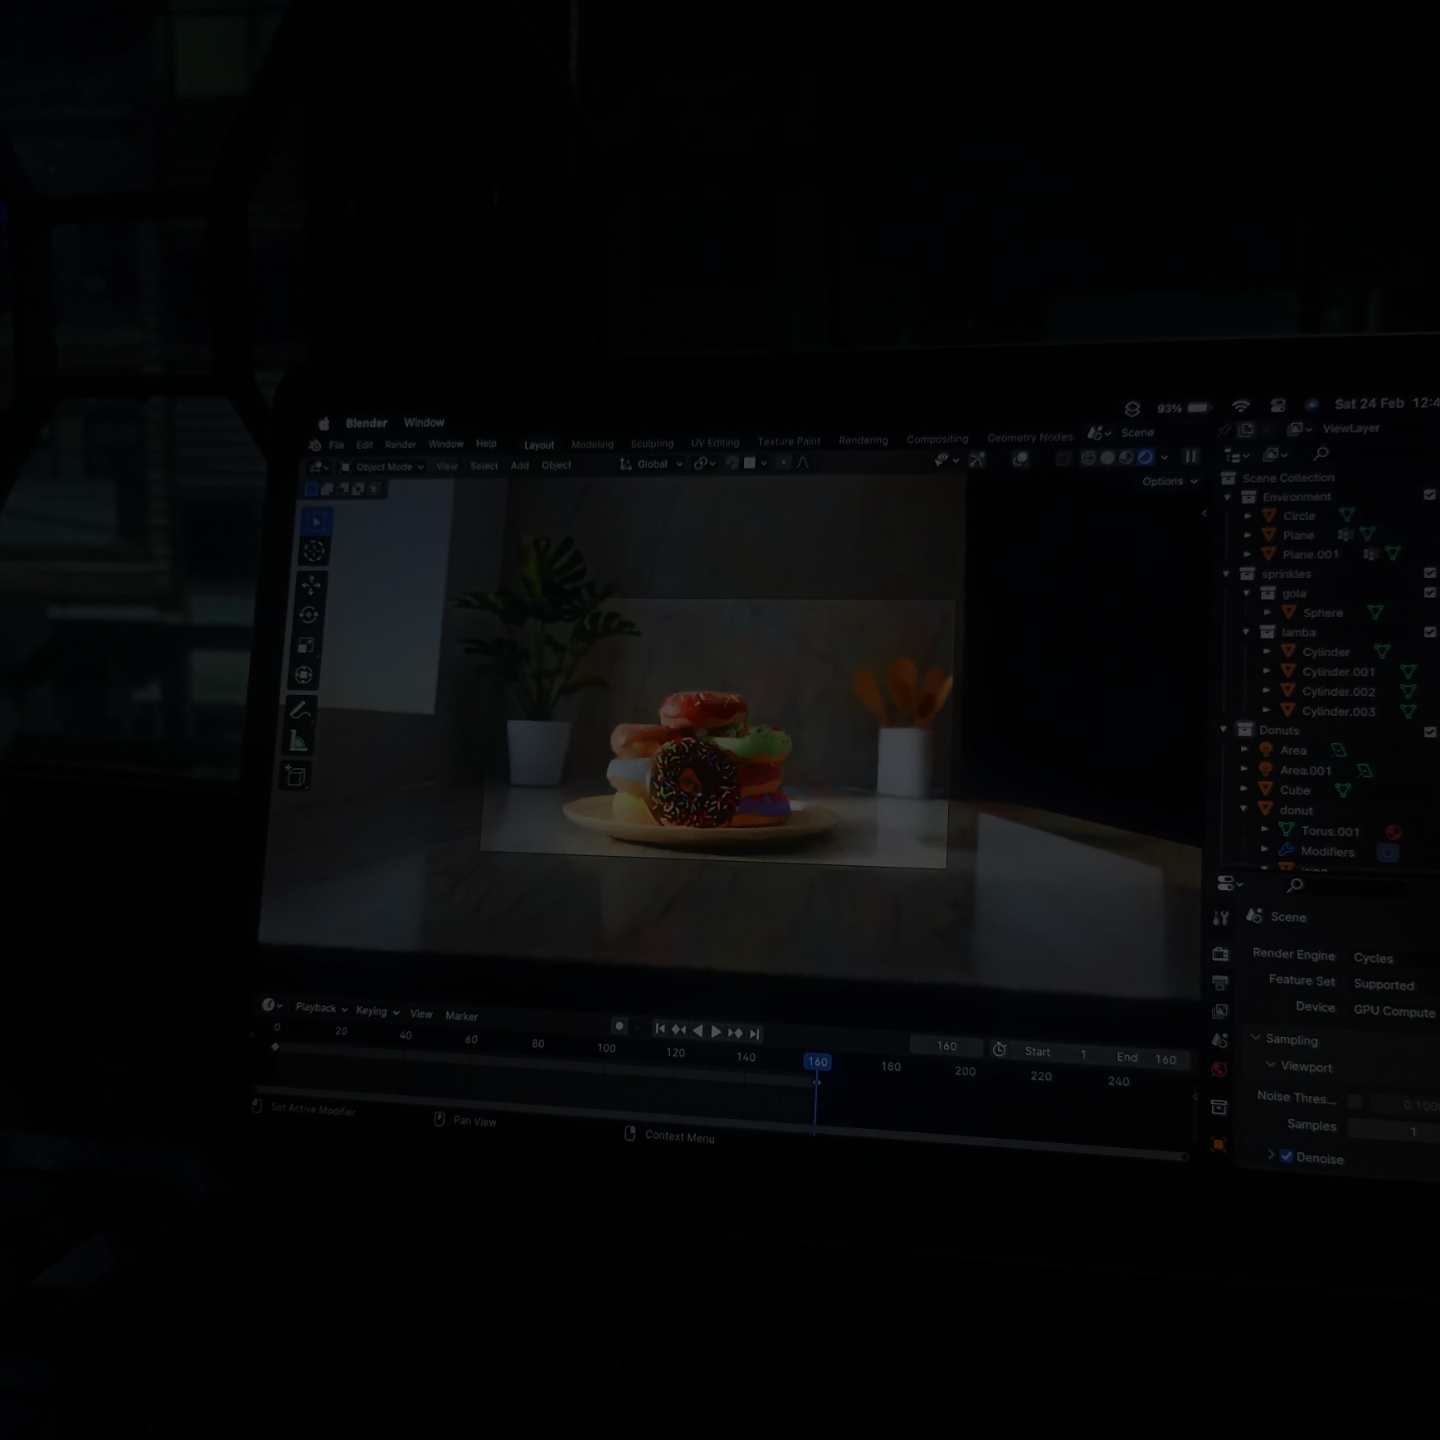 Blender Window 93% Sat 24 Feb 12:4
File Edit Render Window Help Layout Modeling Sculpting UV Editing Texture Paint Rendering Compositing Geometry Nodes Scene ViewLayer
Object Mode View Select Add Object Global
Options
Scene Collection
Environment
Circle
Plane
Plane.001
sprinkles
gola
Sphere
lamba
Cylinder
Cylinder.001
Cylinder.002
Cylinder.003
Donuts
Area
Area.001
Cube
donut
Torus.001
Modifiers
Scene
Render Engine Cycles
Feature Set Supported
Device GPU Compute
Sampling
Viewport
Noise Thres... 0.100
Samples 1
Denoise
Playback Keying View Marker
160 Start 1 End 160
0 20 40 60 80 100 120 140 160 180 200 220 240
Set Active Modifier Pan View Context Menu